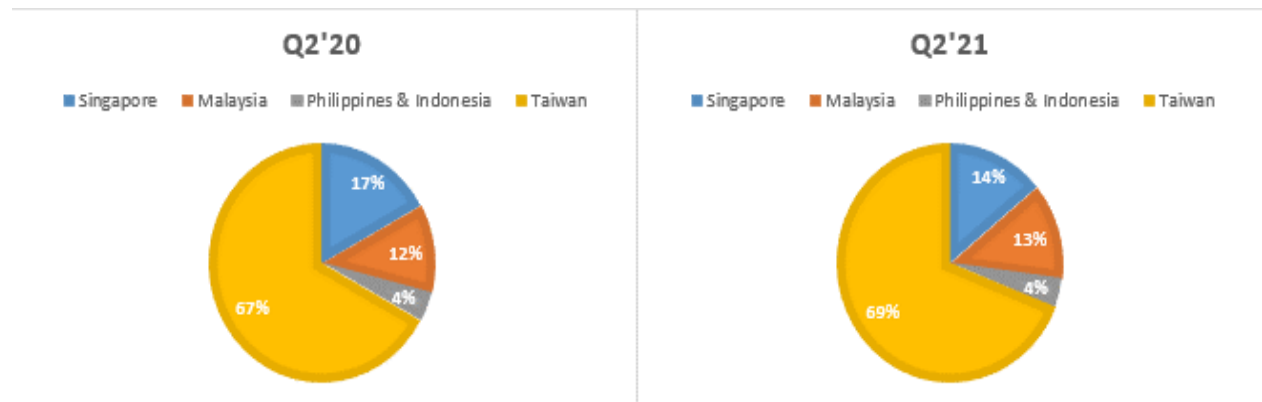 Q2'20
Singapore Malaysia Philippines & Indonesia Taiwan
17%
12%
4%
67%
Q2'21
Singapore Malaysia Philippines & Indonesia Taiwan
14%
13%
4%
69%